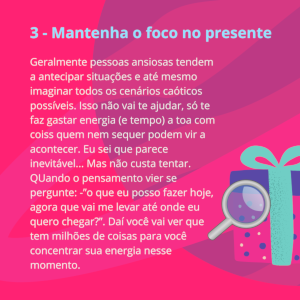 3 - Mantenha o foco no presente
Geralmente pessoas ansiosas tendem
a antecipar situações e até mesmo
imaginar todos os cenários caóticos
possíveis. Isso não vai te ajudar, só te
faz gastar energia (e tempo) a toa com
coiss quem nem sequer podem vir a
acontecer. Eu sei que parece
inevitável... Mas não custa tentar.
QUando o pensamento vier se
pergunte: -"o que eu posso fazer hoje,
agora que vai me levar até onde eu
quero chegar?". Daí você vai ver que
tem milhões de coisas para você
concentrar sua energia nesse
momento.